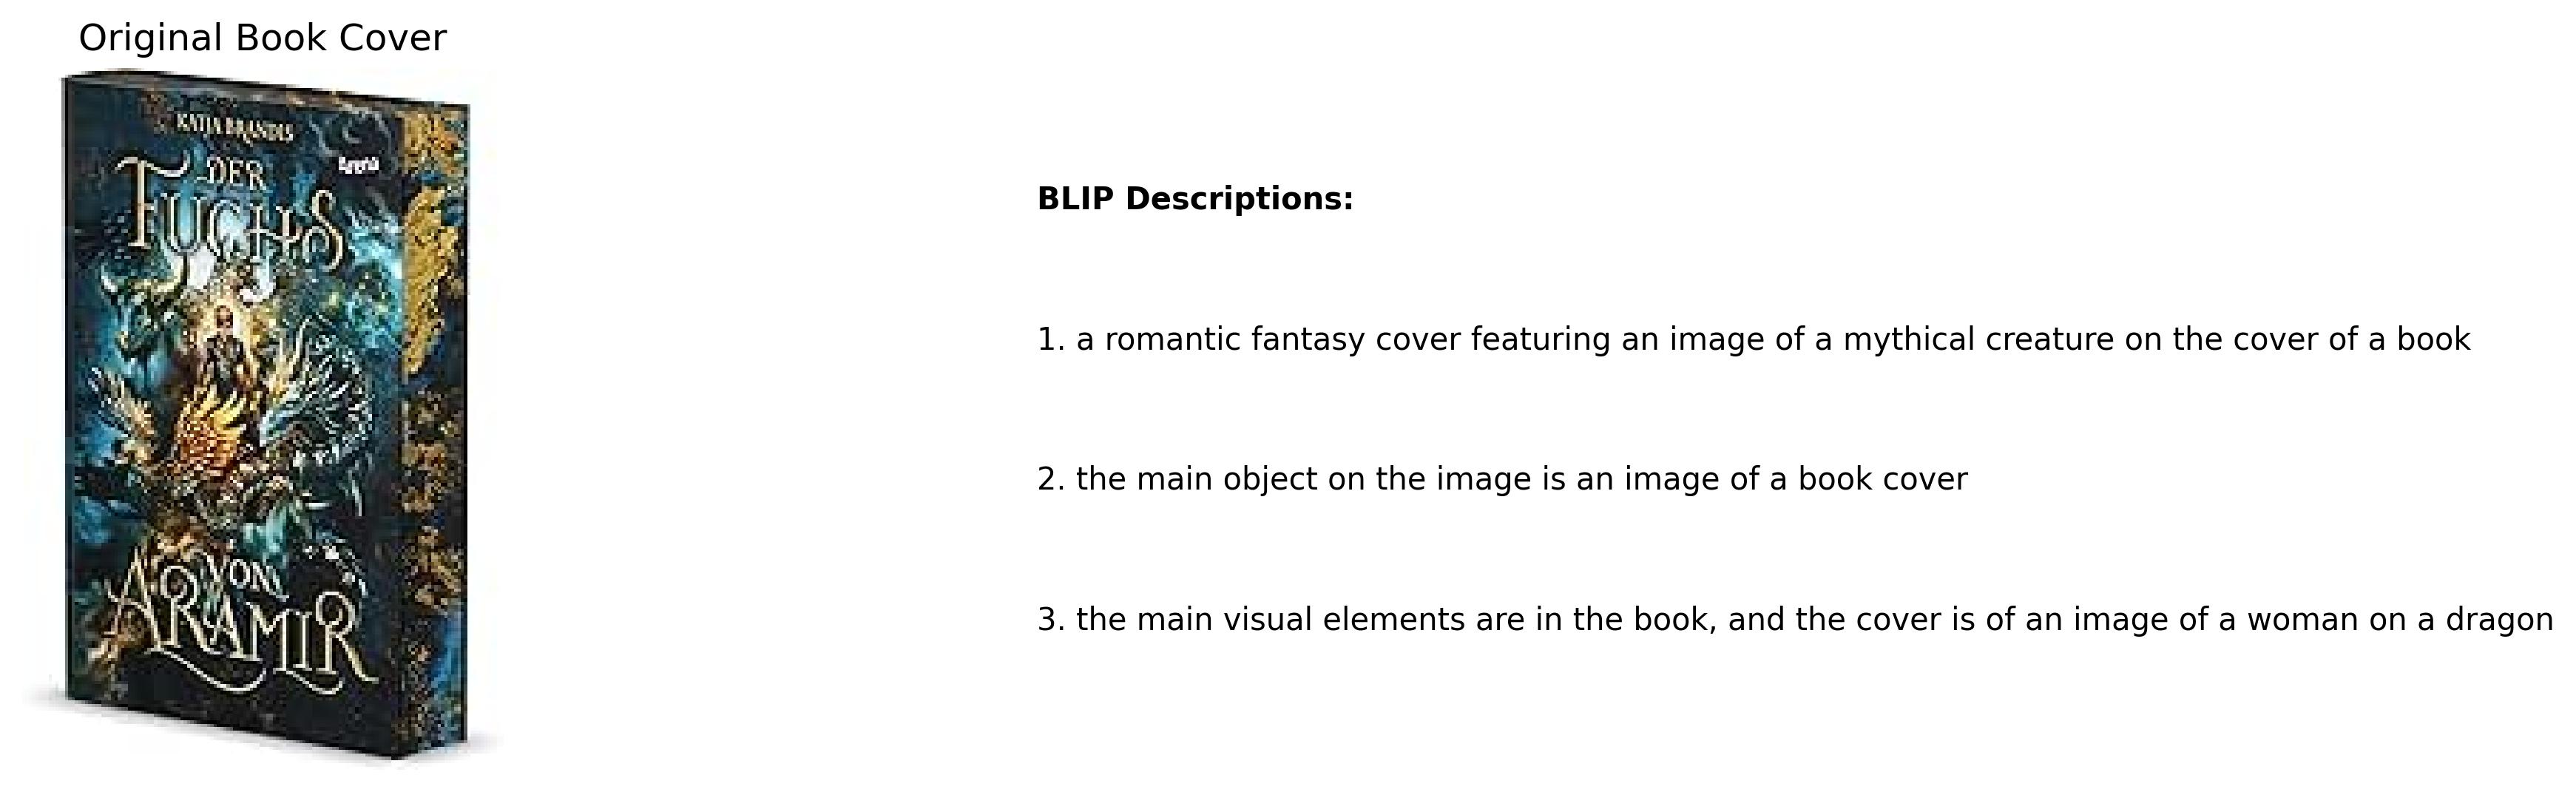 Original Book Cover
KATJA BRANDIS
DER
FUCHS
VON
ARAMIR
BLIP Descriptions:
1. a romantic fantasy cover featuring an image of a mythical creature on the cover of a book
2. the main object on the image is an image of a book cover
3. the main visual elements are in the book, and the cover is of an image of a woman on a dragon